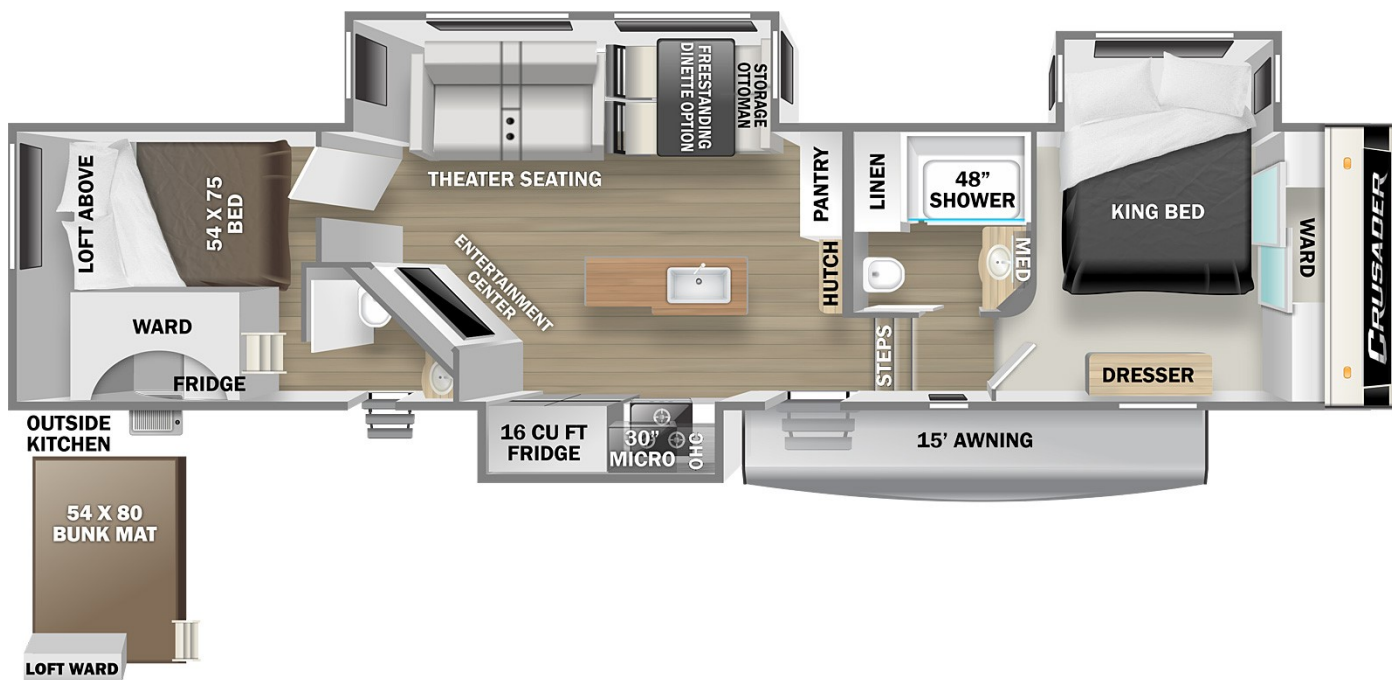 LOFT ABOVE
54 X 75
BED
WARD
FRIDGE
OUTSIDE
KITCHEN
54 X 80
BUNK MAT
LOFT WARD
THEATER SEATING
FREESTANDING
DINETTE OPTION
STORAGE
OTTOMAN
ENTERTAINMENT
CENTER
16 CU FT
FRIDGE
30”
MICRO
OHC
PANTRY
HUTCH
LINEN
48”
SHOWER
MED
STEPS
KING BED
DRESSER
WARD
15’ AWNING
CRUSADER